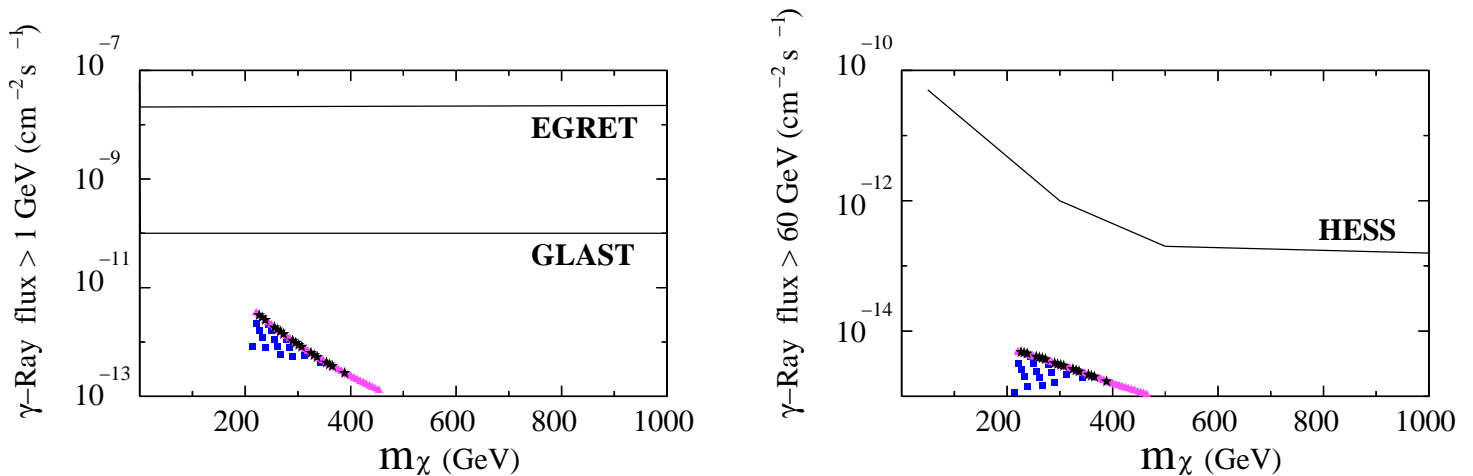 γ−Ray flux > 1 GeV (cm⁻² s⁻¹)
10⁻⁷
10⁻⁹
10⁻¹¹
10⁻¹³
EGRET
GLAST
200 400 600 800 1000
mχ (GeV)
γ−Ray flux > 60 GeV (cm⁻² s⁻¹)
10⁻¹⁰
10⁻¹²
10⁻¹⁴
HESS
200 400 600 800 1000
mχ (GeV)